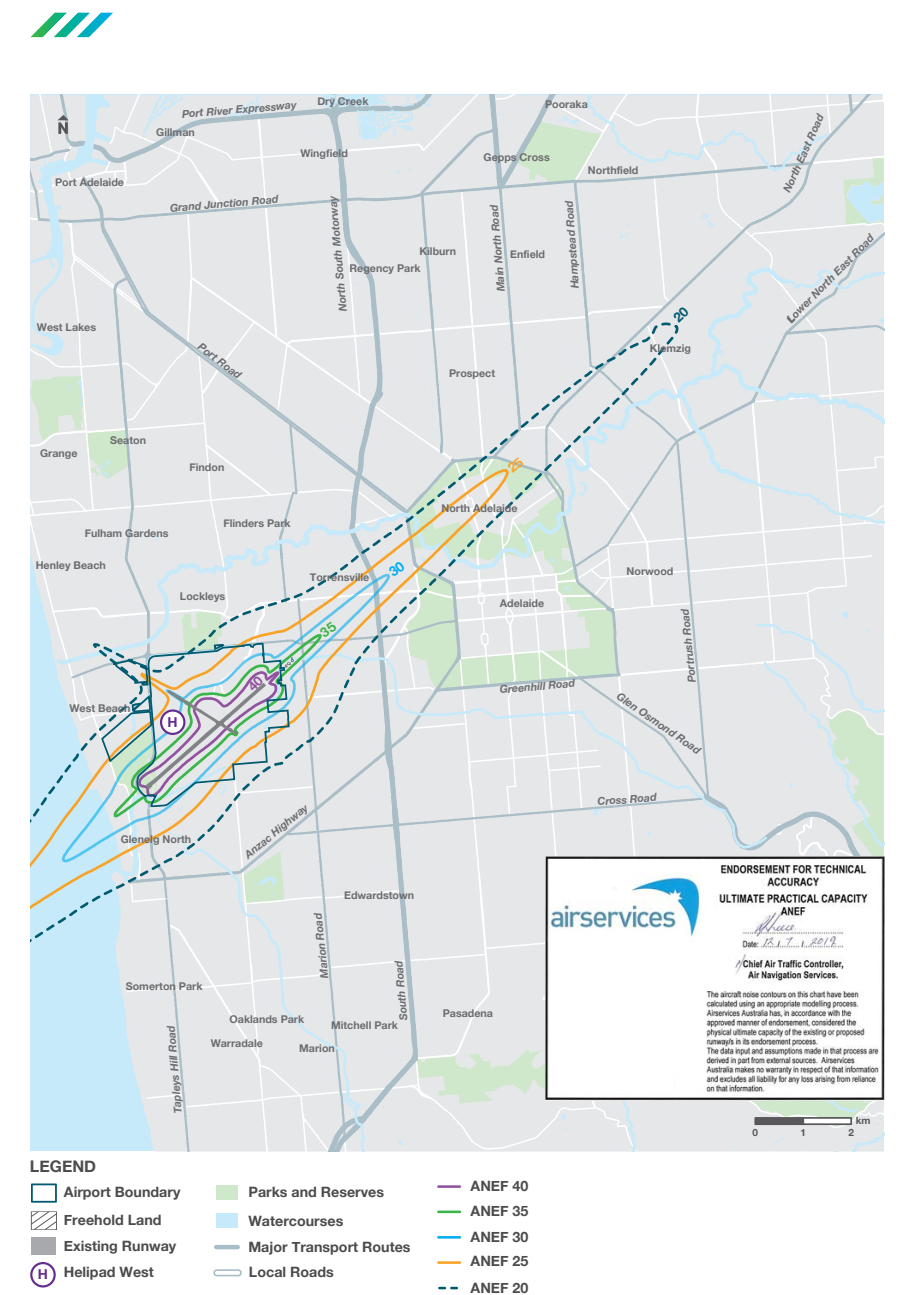 Port River Expressway
Dry Creek
Pooraka
N
Gillman
Wingfield
Gepps Cross
Northfield
North East Road
Port Adelaide
Grand Junction Road
North South Motorway
Main North Road
Hampstead Road
Kilburn
Enfield
Regency Park
Lower North East Road
West Lakes
20
Klemzig
Port Road
Prospect
Seaton
Grange
Findon
25
North Adelaide
Flinders Park
Fulham Gardens
Henley Beach
30
Torrensville
Norwood
Lockleys
Adelaide
35
Portrush Road
40
Greenhill Road
West Beach
H
Glen Osmond Road
Cross Road
Glenelg North
Anzac Highway
Edwardstown
Marion Road
South Road
Somerton Park
Oaklands Park
Mitchell Park
Pasadena
Warradale
Marion
Tapleys Hill Road
airservices
ENDORSEMENT FOR TECHNICAL
ACCURACY
ULTIMATE PRACTICAL CAPACITY
ANEF
Date: 12 / 7 / 2019
Chief Air Traffic Controller,
Air Navigation Services.
The aircraft noise contours on this chart have been
calculated using an appropriate modelling process.
Airservices Australia has, in accordance with the
approved manner of endorsement, considered the
physical ultimate capacity of the existing or proposed
runway/s in its endorsement process.
The data input and assumptions made in that process are
derived in part from external sources. Airservices
Australia makes no warranty in respect of that information
and excludes all liability for any loss arising from reliance
on that information.
km
0 1 2
LEGEND
Airport Boundary
Freehold Land
Existing Runway
H Helipad West
Parks and Reserves
Watercourses
Major Transport Routes
Local Roads
ANEF 40
ANEF 35
ANEF 30
ANEF 25
ANEF 20